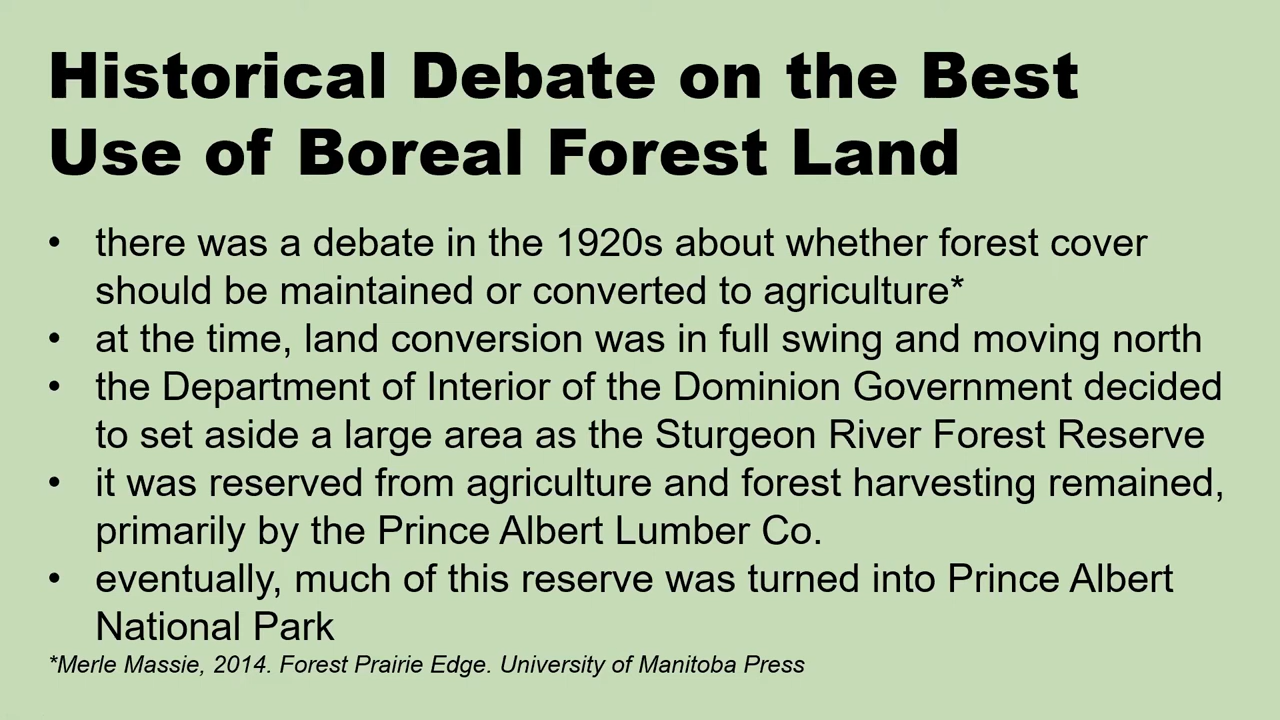 Historical Debate on the Best
Use of Boreal Forest Land
• there was a debate in the 1920s about whether forest cover
should be maintained or converted to agriculture*
• at the time, land conversion was in full swing and moving north
• the Department of Interior of the Dominion Government decided
to set aside a large area as the Sturgeon River Forest Reserve
• it was reserved from agriculture and forest harvesting remained,
primarily by the Prince Albert Lumber Co.
• eventually, much of this reserve was turned into Prince Albert
National Park
*Merle Massie, 2014. Forest Prairie Edge. University of Manitoba Press